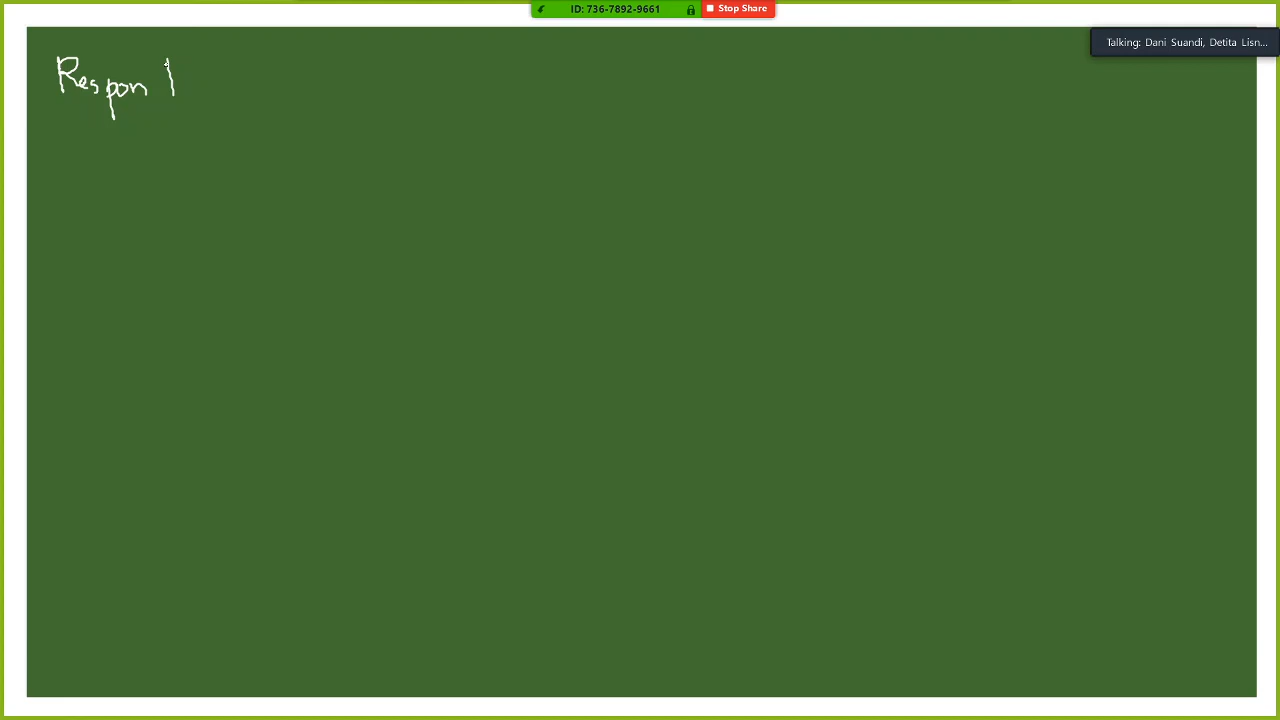 ID: 736-7892-9661
Stop Share
Talking: Dani Suandi, Detita Lisn...
Respon 1